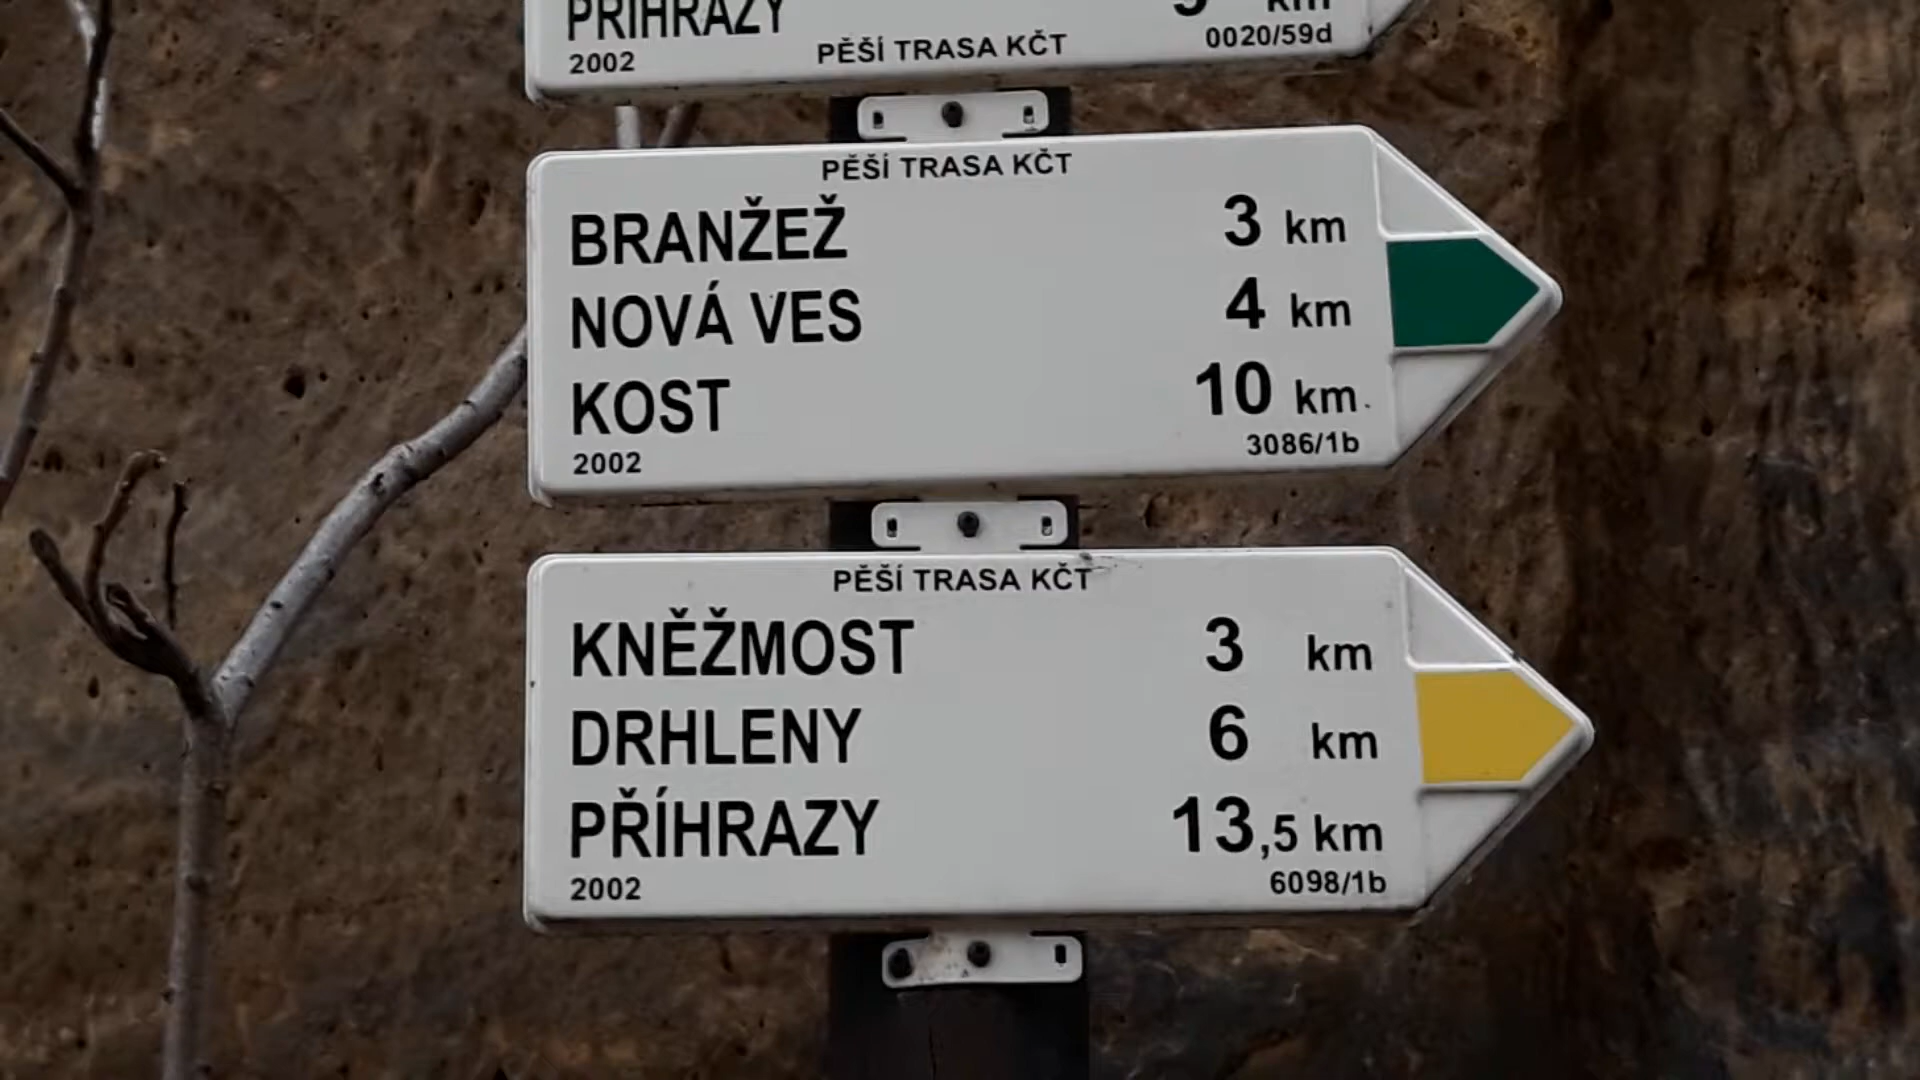 PŘÍHRAZY
2002 PĚŠÍ TRASA KČT 0020/59d
PĚŠÍ TRASA KČT
BRANŽEŽ 3 km
NOVÁ VES 4 km
KOST 10 km
2002 3086/1b
PĚŠÍ TRASA KČT
KNĚŽMOST 3 km
DRHLENY 6 km
PŘÍHRAZY 13,5 km
2002 6098/1b